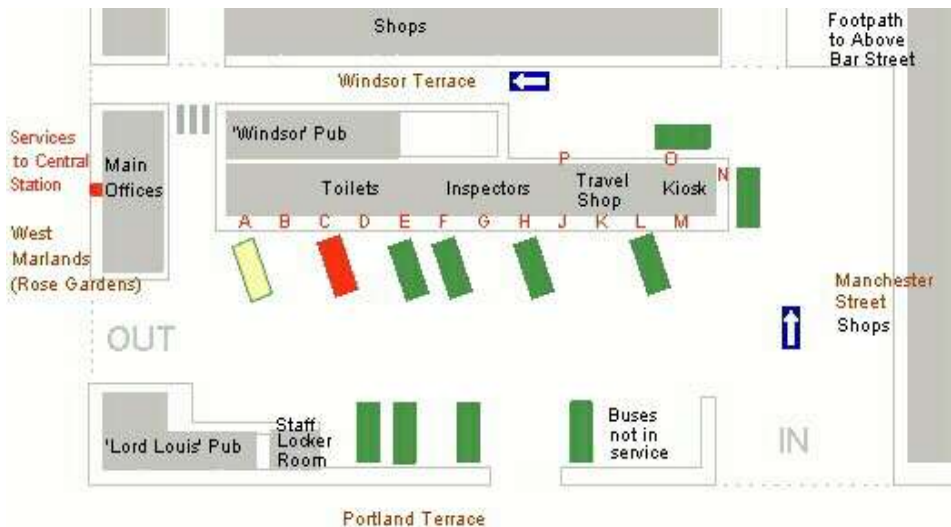 Shops
Footpath
to Above
Bar Street
Windsor Terrace
'Windsor' Pub
Services
to Central
Station
Main
Offices
Toilets
Inspectors
Travel
Shop
Kiosk
P
O
N
A B C D E F G H J K L M
West
Marlands
(Rose Gardens)
Manchester
Street
Shops
OUT
IN
'Lord Louis' Pub
Staff
Locker
Room
Buses
not in
service
Portland Terrace